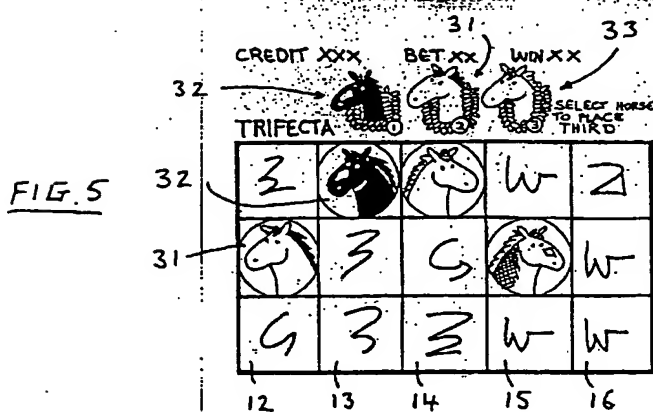 31
33
CREDIT XXX BET XX WIN XX
32
SELECT HORSE
TO PLACE
THIRD
1 2 3
TRIFECTA
FIG. 5
32
31
12 13 14 15 16